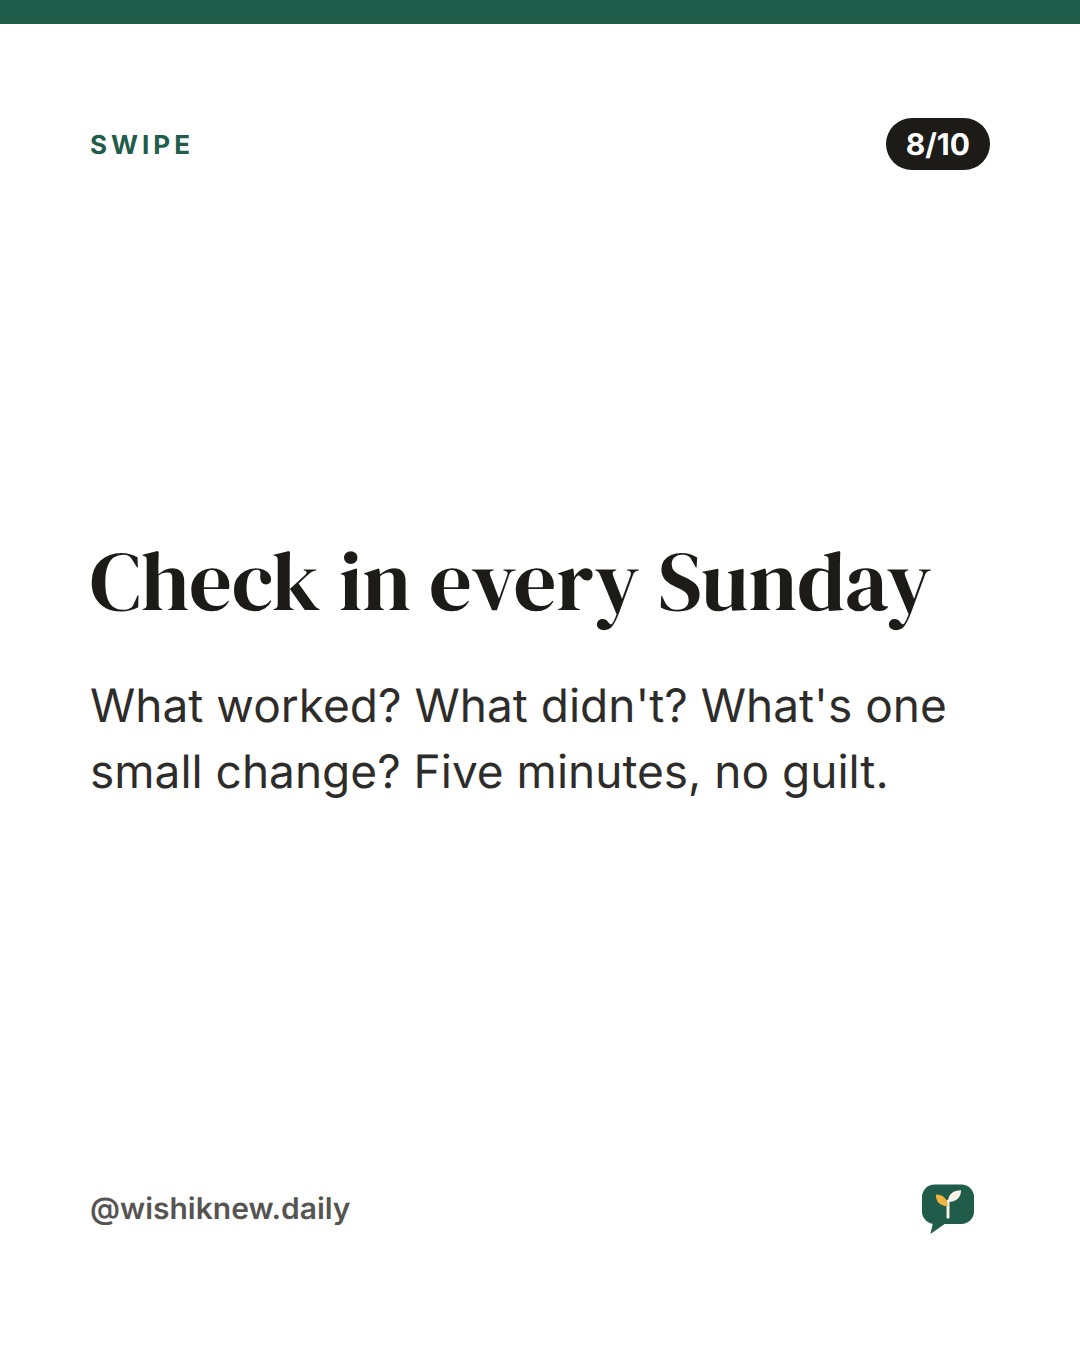 SWIPE
8/10
Check in every Sunday
What worked? What didn't? What's one
small change? Five minutes, no guilt.
@wishiknew.daily